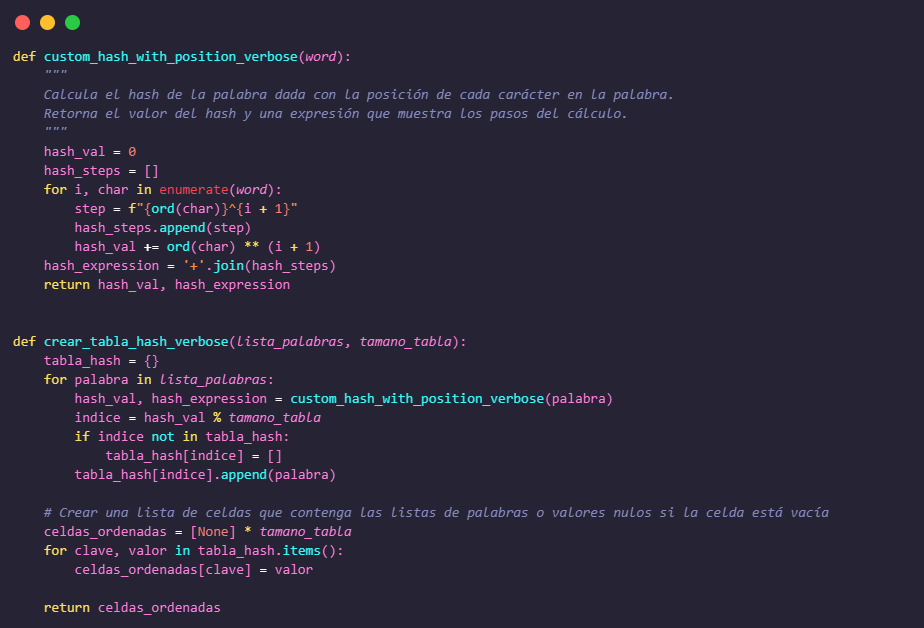 def custom_hash_with_position_verbose(word):
    """
    Calcula el hash de la palabra dada con la posición de cada carácter en la palabra.
    Retorna el valor del hash y una expresión que muestra los pasos del cálculo.
    """
    hash_val = 0
    hash_steps = []
    for i, char in enumerate(word):
        step = f"{ord(char)}^{i + 1}"
        hash_steps.append(step)
        hash_val += ord(char) ** (i + 1)
    hash_expression = '+'.join(hash_steps)
    return hash_val, hash_expression


def crear_tabla_hash_verbose(lista_palabras, tamano_tabla):
    tabla_hash = {}
    for palabra in lista_palabras:
        hash_val, hash_expression = custom_hash_with_position_verbose(palabra)
        indice = hash_val % tamano_tabla
        if indice not in tabla_hash:
            tabla_hash[indice] = []
        tabla_hash[indice].append(palabra)

    # Crear una lista de celdas que contenga las listas de palabras o valores nulos si la celda está vacía
    celdas_ordenadas = [None] * tamano_tabla
    for clave, valor in tabla_hash.items():
        celdas_ordenadas[clave] = valor

    return celdas_ordenadas